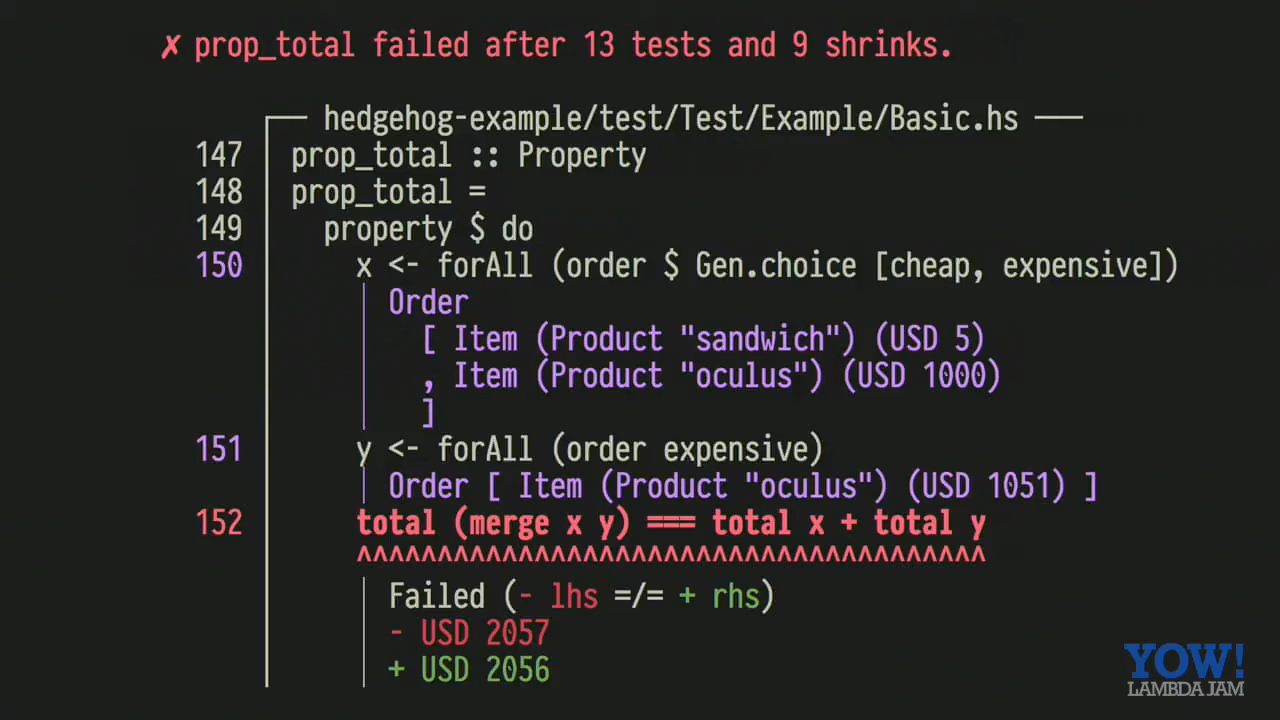 ✗ prop_total failed after 13 tests and 9 shrinks.
┏━━ hedgehog-example/test/Test/Example/Basic.hs ━━━
147 prop_total :: Property
148 prop_total =
149 property $ do
150 x <- forAll (order $ Gen.choice [cheap, expensive])
Order
[ Item (Product "sandwich") (USD 5)
, Item (Product "oculus") (USD 1000)
]
151 y <- forAll (order expensive)
Order [ Item (Product "oculus") (USD 1051) ]
152 total (merge x y) === total x + total y
^^^^^^^^^^^^^^^^^^^^^^^^^^^^^^^^^^^^^^^
Failed (- lhs =/= + rhs)
- USD 2057
+ USD 2056
YOW!
LAMBDA JAM